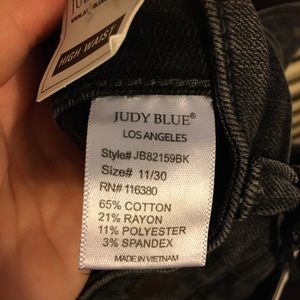 HIGH WAIST
JUDY BLUE®
LOS ANGELES
Style# JB82159BK
Size# 11/30
RN# 116380
65% COTTON
21% RAYON
11% POLYESTER
3% SPANDEX
MADE IN VIETNAM